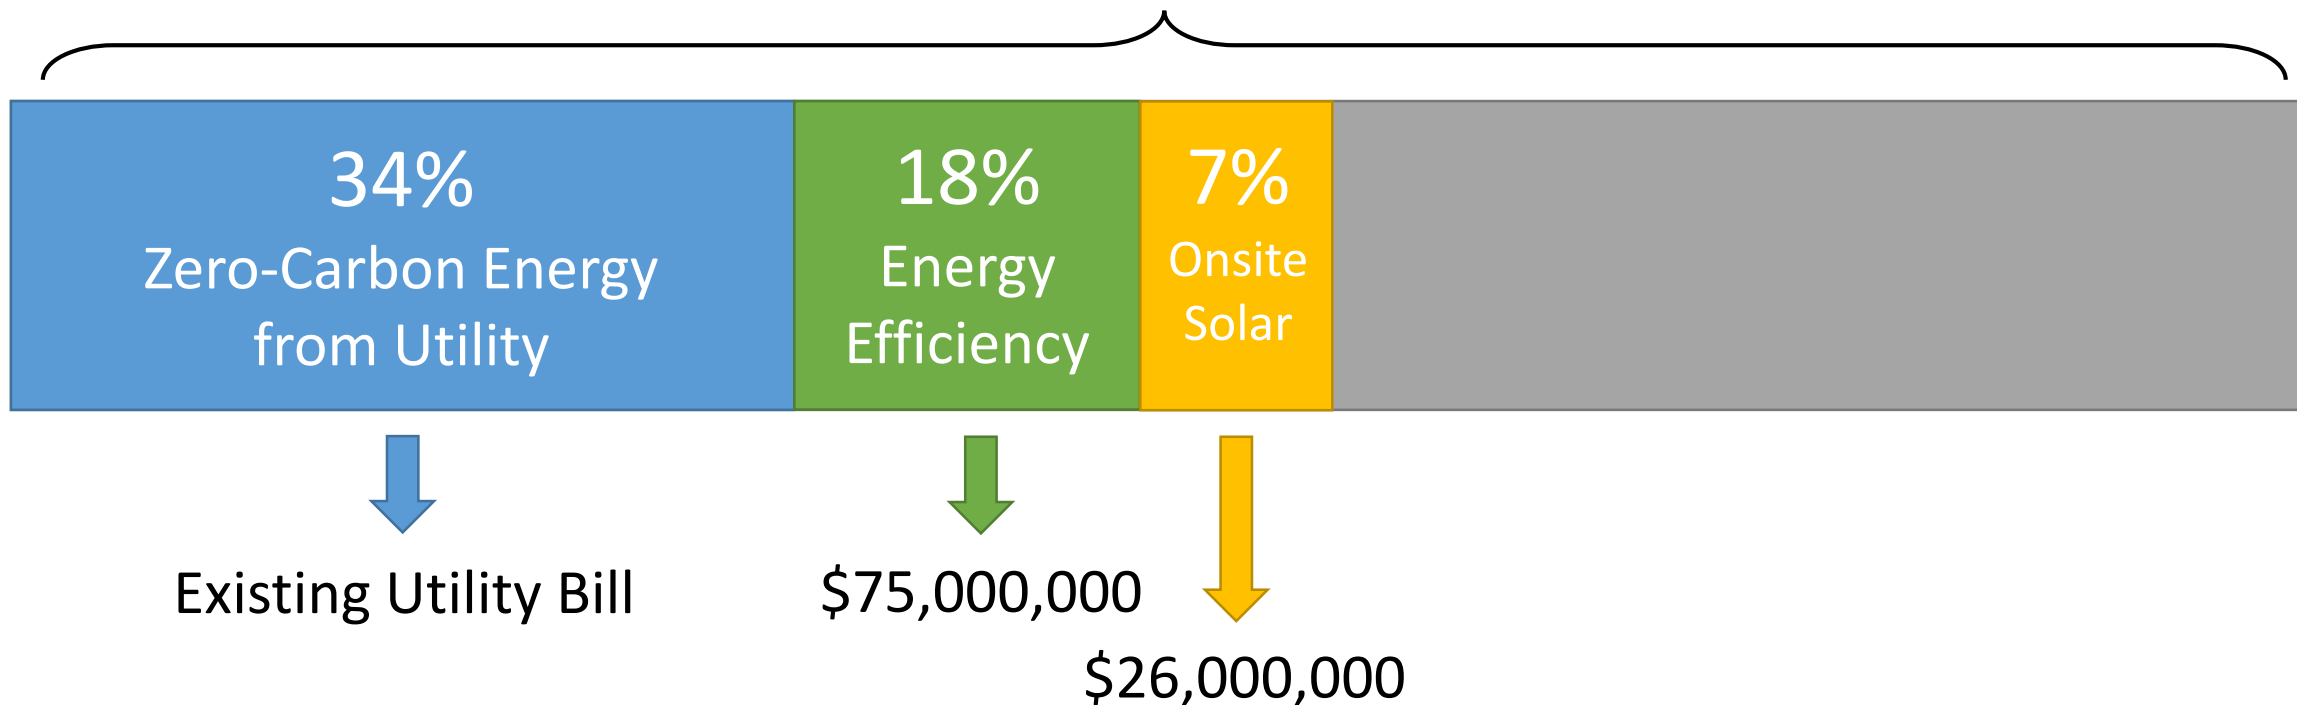 34%
Zero-Carbon Energy
from Utility
18%
Energy
Efficiency
7%
Onsite
Solar
Existing Utility Bill
$75,000,000
$26,000,000